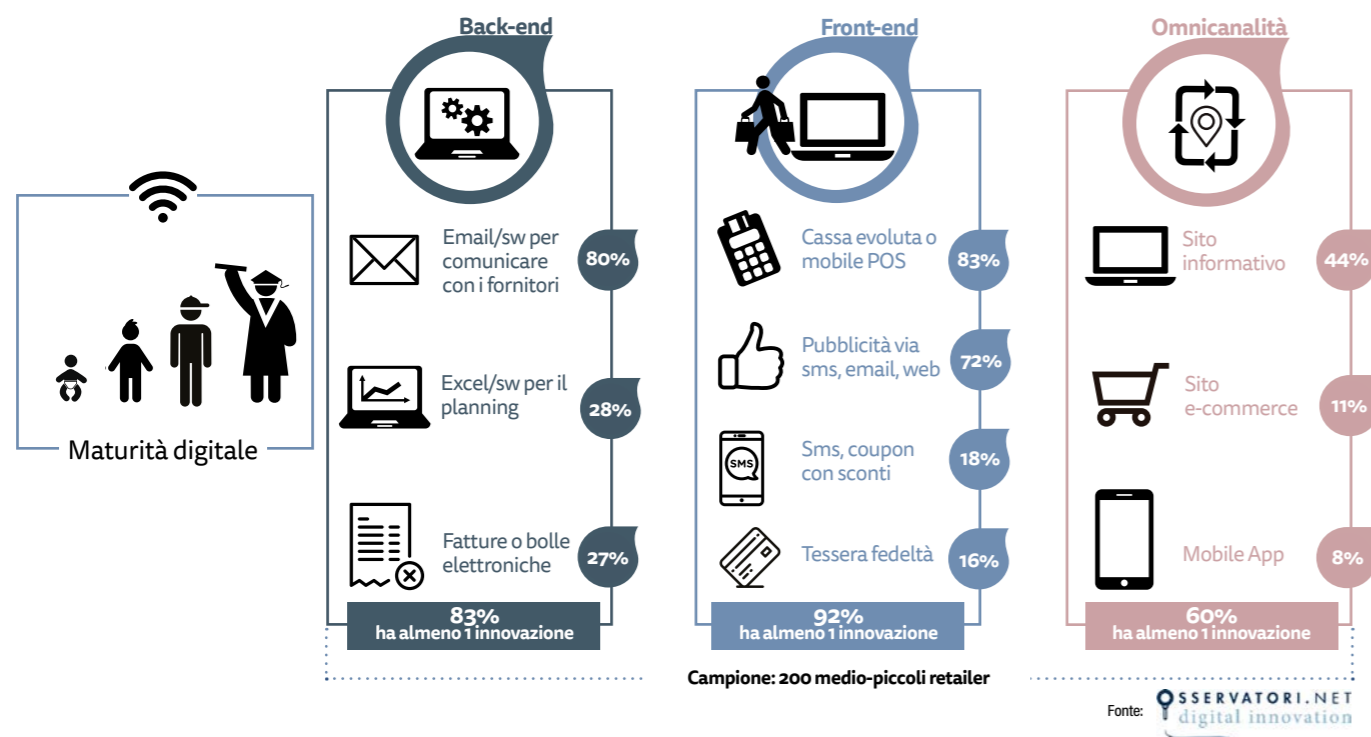 Back-end
Front-end
Omnicanalità
Maturità digitale
Email/sw per
comunicare
con i fornitori
80%
Excel/sw per il
planning
28%
Fatture o bolle
elettroniche
27%
83%
ha almeno 1 innovazione
Cassa evoluta o
mobile POS
83%
Pubblicità via
sms, email, web
72%
SMS
Sms, coupon
con sconti
18%
Tessera fedeltà
16%
92%
ha almeno 1 innovazione
Sito
informativo
44%
Sito
e-commerce
11%
Mobile App
8%
60%
ha almeno 1 innovazione
Campione: 200 medio-piccoli retailer
Fonte:
OSSERVATORI.NET
digital innovation